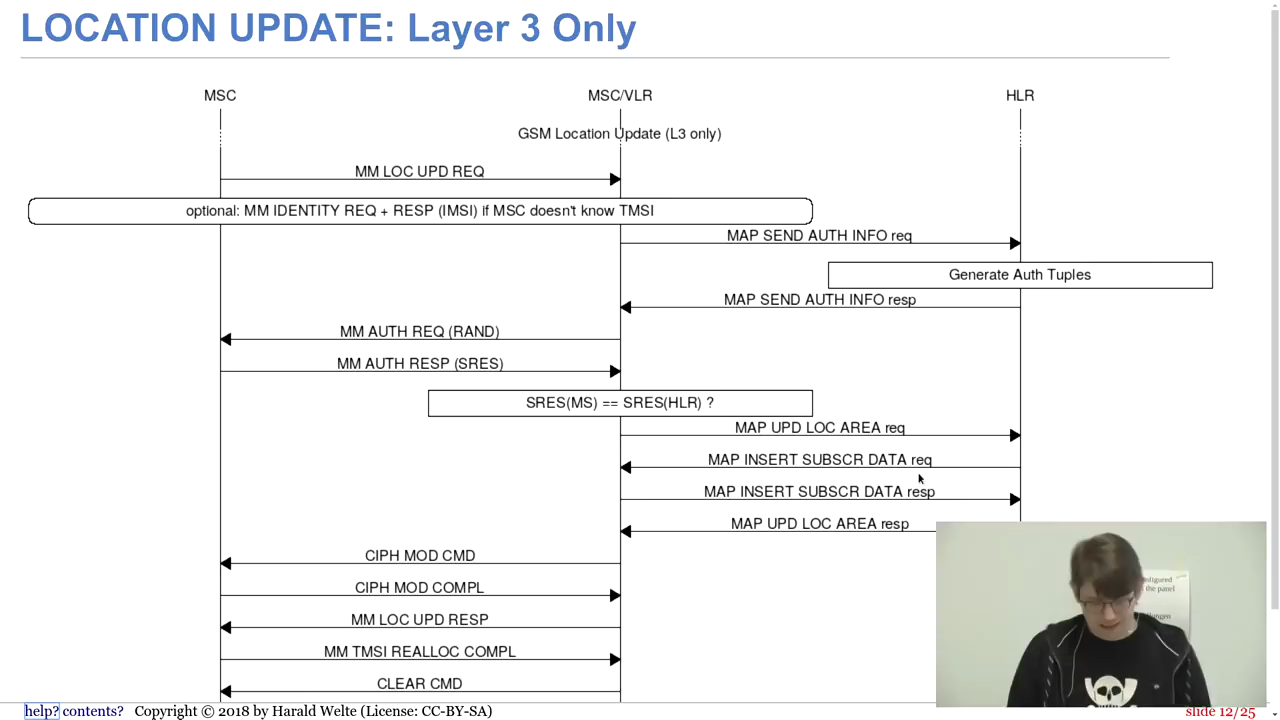 LOCATION UPDATE: Layer 3 Only
MSC MSC/VLR HLR
GSM Location Update (L3 only)
MM LOC UPD REQ
optional: MM IDENTITY REQ + RESP (IMSI) if MSC doesn't know TMSI
MAP SEND AUTH INFO req
Generate Auth Tuples
MAP SEND AUTH INFO resp
MM AUTH REQ (RAND)
MM AUTH RESP (SRES)
SRES(MS) == SRES(HLR) ?
MAP UPD LOC AREA req
MAP INSERT SUBSCR DATA req
MAP INSERT SUBSCR DATA resp
MAP UPD LOC AREA resp
CIPH MOD CMD
CIPH MOD COMPL
MM LOC UPD RESP
MM TMSI REALLOC COMPL
CLEAR CMD
the panel
help? contents? Copyright © 2018 by Harald Welte (License: CC-BY-SA) slide 12/25